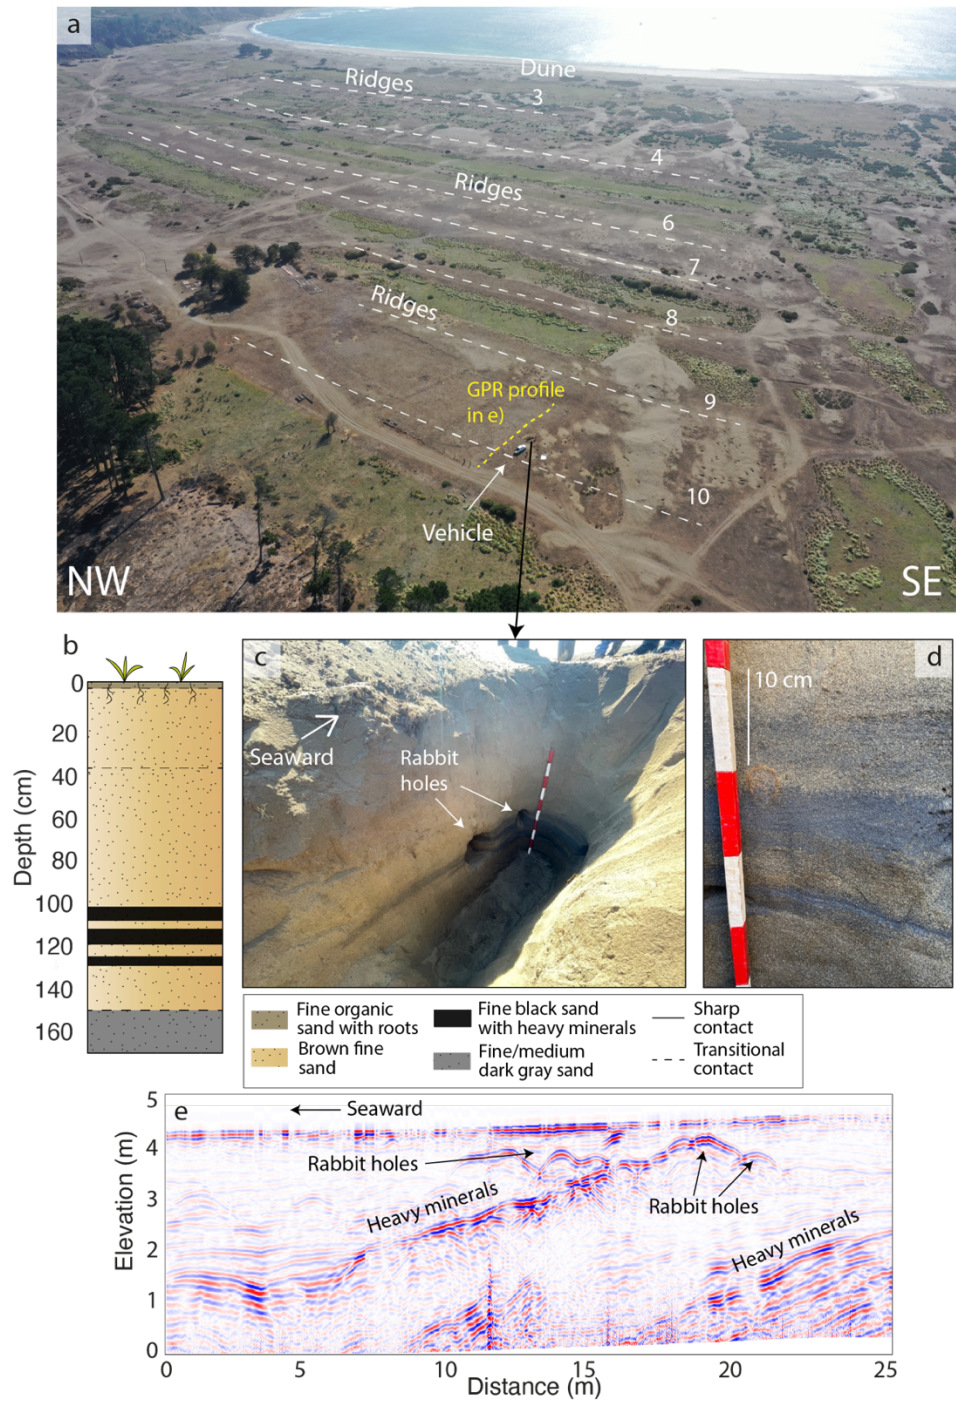 a
Ridges
Dune
3
4
Ridges
6
7
8
Ridges
9
GPR profile
in e)
10
Vehicle
NW
SE
b
0
20
40
60
80
100
120
140
160
Depth (cm)
c
Seaward
Rabbit
holes
d
10 cm
Fine organic
sand with roots
Brown fine
sand
Fine black sand
with heavy minerals
Fine/medium
dark gray sand
Sharp
contact
Transitional
contact
e
Seaward
Rabbit holes
Heavy minerals
Rabbit holes
Heavy minerals
5
4
3
2
1
0
Elevation (m)
0
5
10
15
20
25
Distance (m)